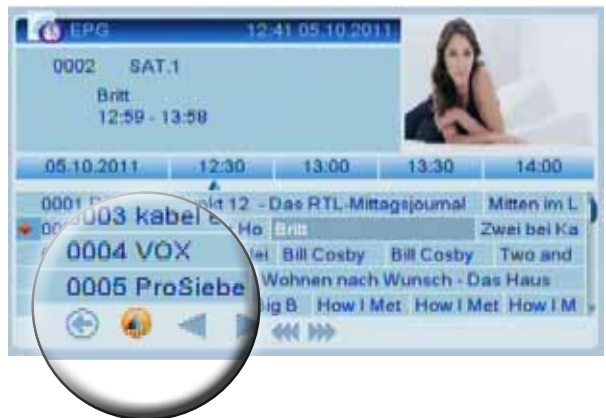 EPG 12:41 05.10.2011
0002 SAT.1
Britt
12:59 - 13:58
05.10.2011 12:30 13:00 13:30 14:00
0001 12 - Das RTL-Mittagsjournal Mitten im L
Ho Britt Zwei bei Ka
0003 kabel
Bill Cosby Bill Cosby Two and
0004 VOX
Wohnen nach Wunsch - Das Haus
0005 ProSiebe
ig B How I Met How I Met How I M